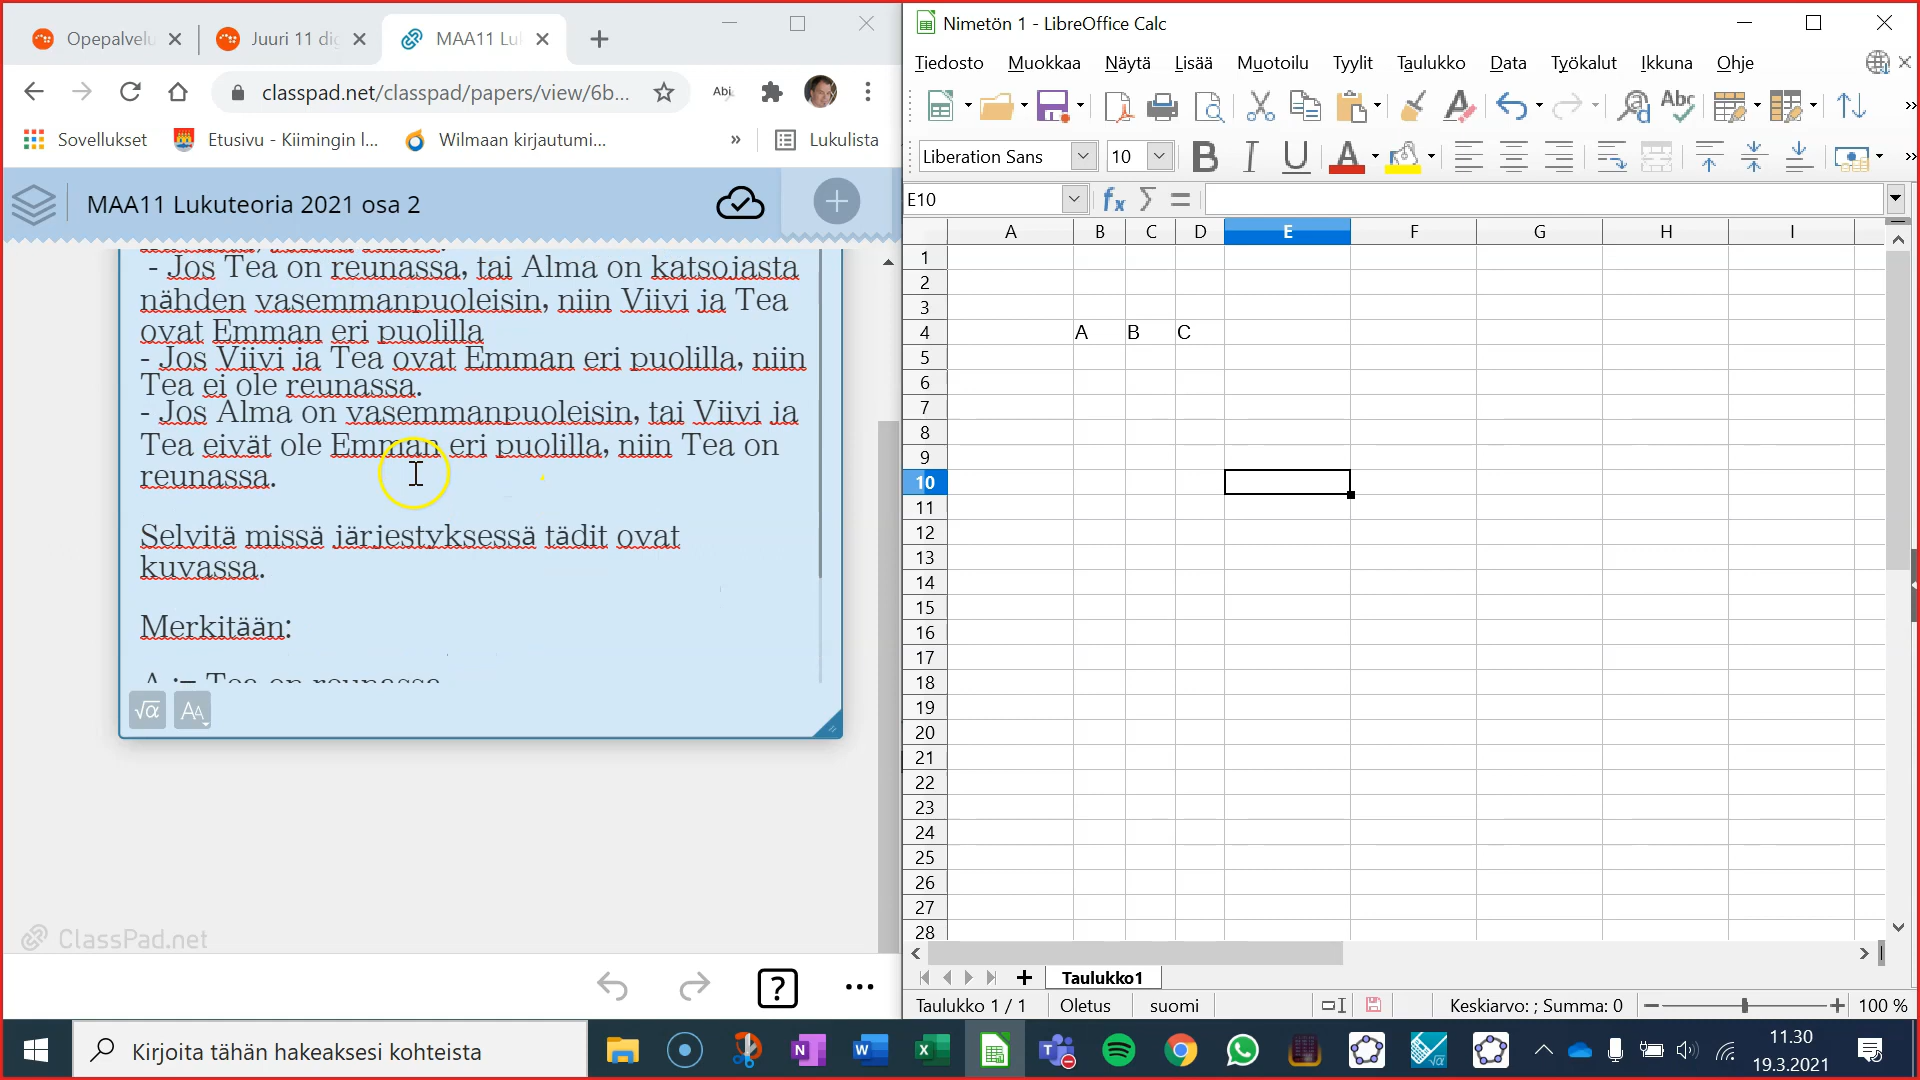 Opepalvelu
Juuri 11 dig
MAA11 Lu
classpad.net/classpad/papers/view/6b...
Sovellukset
Etusivu - Kiimingin l...
Wilmaan kirjautumi...
»
Lukulista
MAA11 Lukuteoria 2021 osa 2
- Jos Tea on reunassa, tai Alma on katsojasta
nähden vasemmanpuoleisin, niin Viivi ja Tea
ovat Emman eri puolilla
- Jos Viivi ja Tea ovat Emman eri puolilla, niin
Tea ei ole reunassa.
- Jos Alma on vasemmanpuoleisin, tai Viivi ja
Tea eivät ole Emman eri puolilla, niin Tea on
reunassa.
Selvitä missä järjestyksessä tädit ovat
kuvassa.
Merkitään:
A := Tea on reunassa
√α
AA
ClassPad.net
?
Nimetön 1 - LibreOffice Calc
Tiedosto Muokkaa Näytä Lisää Muotoilu Tyylit Taulukko Data Työkalut Ikkuna Ohje
Liberation Sans
10
E10
A B C D E F G H I
1
2
3
4 A B C
5
6
7
8
9
10
11
12
13
14
15
16
17
18
19
20
21
22
23
24
25
26
27
28
Taulukko1
Taulukko 1 / 1
Oletus
suomi
Keskiarvo: ; Summa: 0
100 %
Kirjoita tähän hakeaksesi kohteista
11.30
19.3.2021